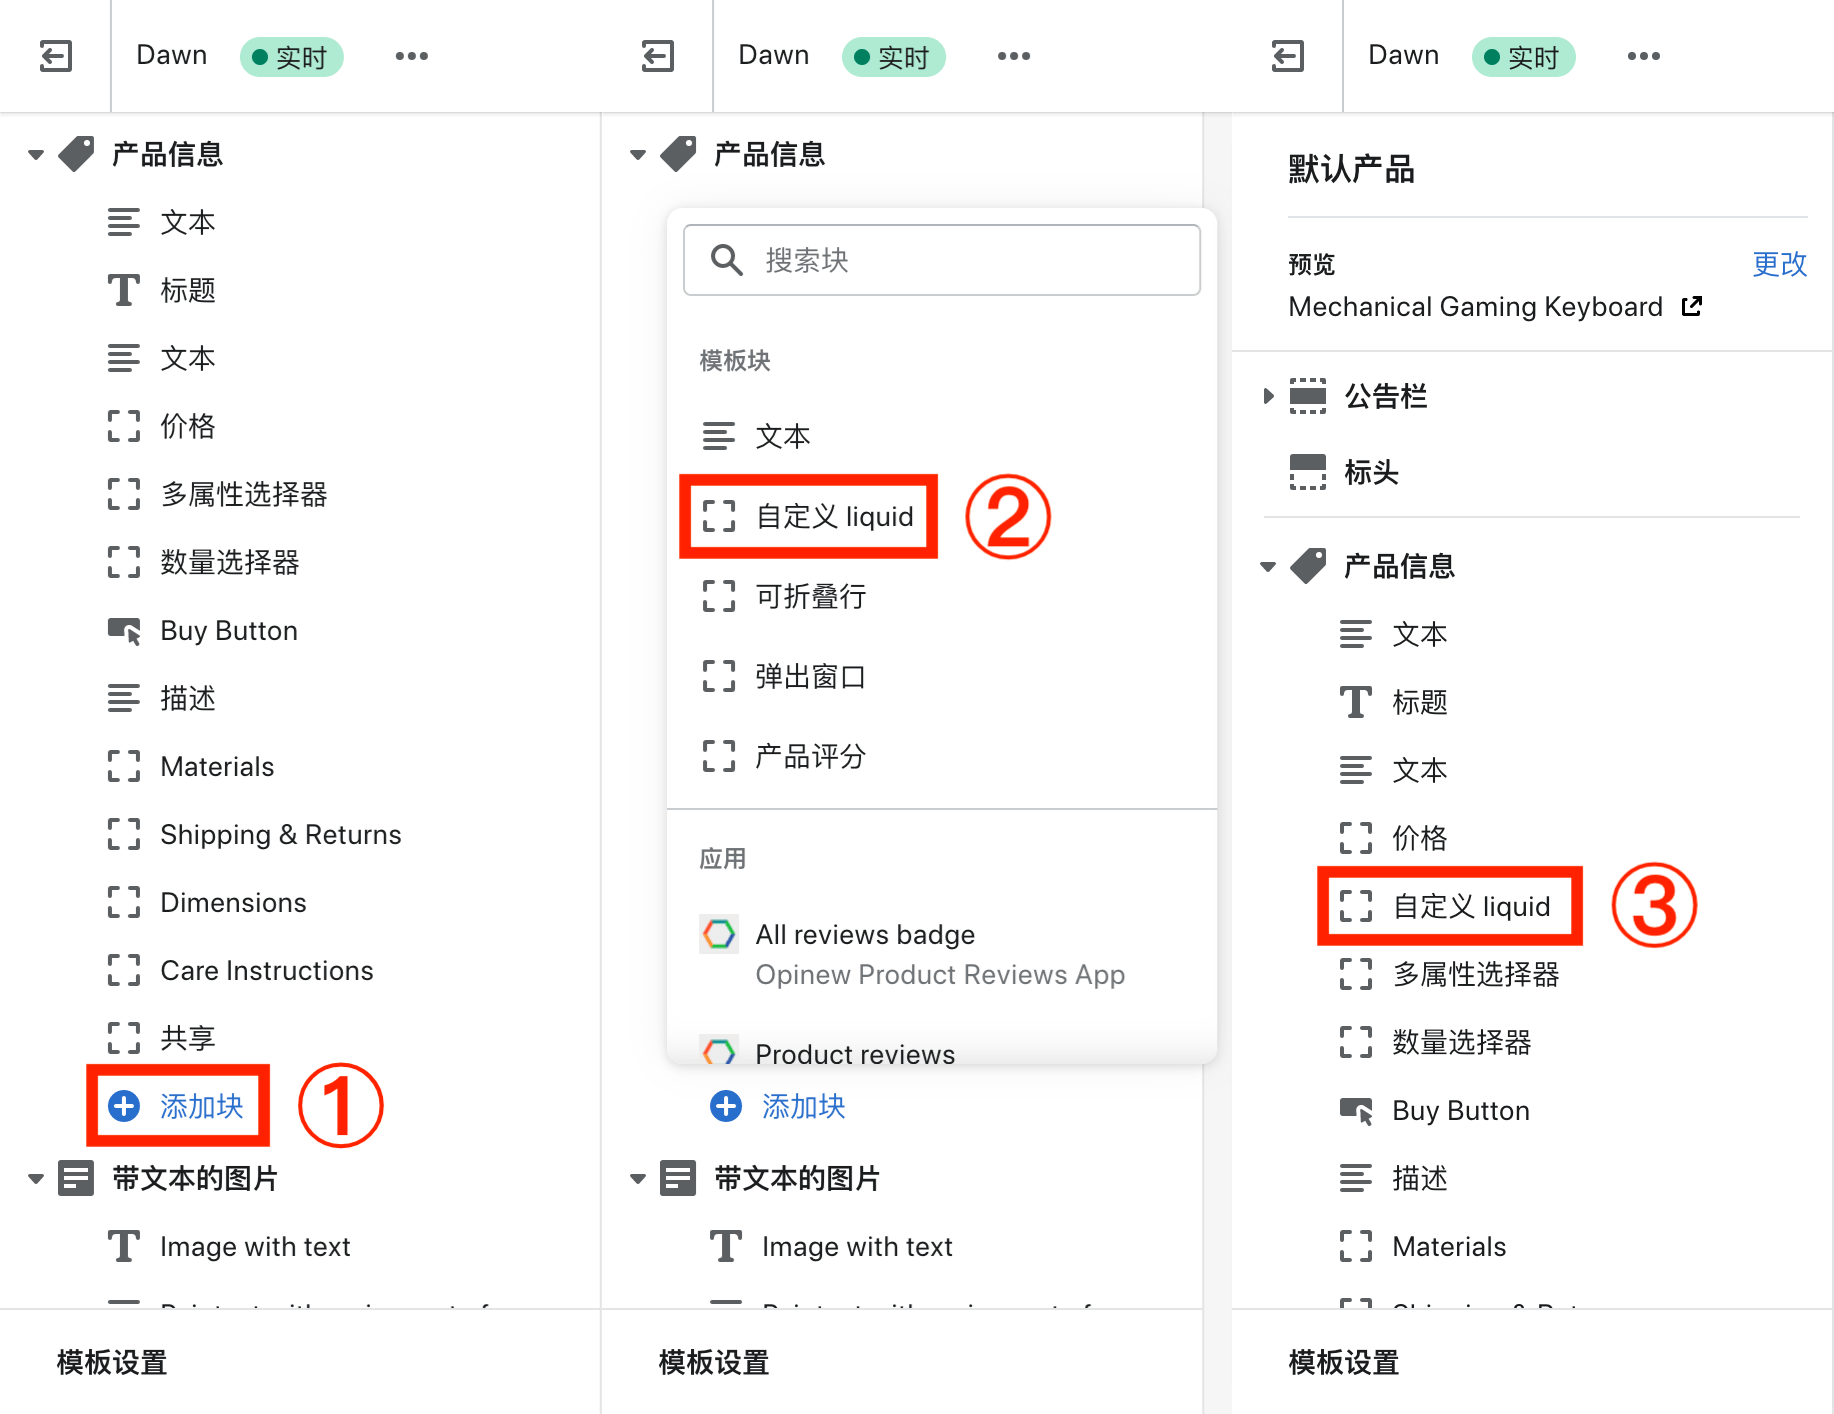 Dawn
实时
产品信息
文本
标题
文本
价格
多属性选择器
数量选择器
Buy Button
描述
Materials
Shipping & Returns
Dimensions
Care Instructions
共享
添加块
①
带文本的图片
Image with text
模板设置
Dawn
实时
产品信息
搜索块
模板块
文本
自定义 liquid
②
可折叠行
弹出窗口
产品评分
应用
All reviews badge
Opinew Product Reviews App
Product reviews
添加块
带文本的图片
Image with text
模板设置
Dawn
实时
默认产品
预览
更改
Mechanical Gaming Keyboard
公告栏
标头
产品信息
文本
标题
文本
价格
自定义 liquid
③
多属性选择器
数量选择器
Buy Button
描述
Materials
模板设置